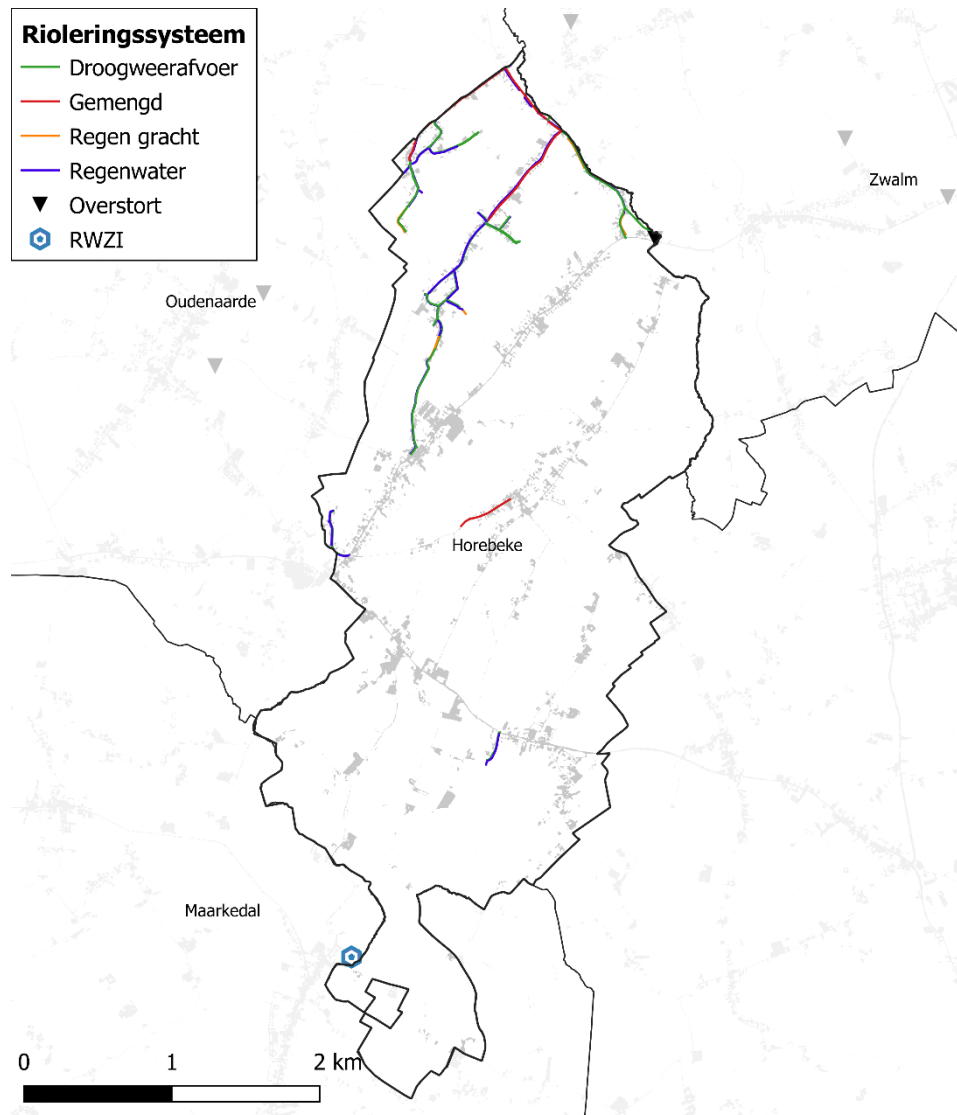 Rioleringssysteem
Droogweerafvoer
Gemengd
Regen gracht
Regenwater
Overstort
RWZI
Zwalm
Oudenaarde
Horebeke
Maarkedal
0 1 2 km